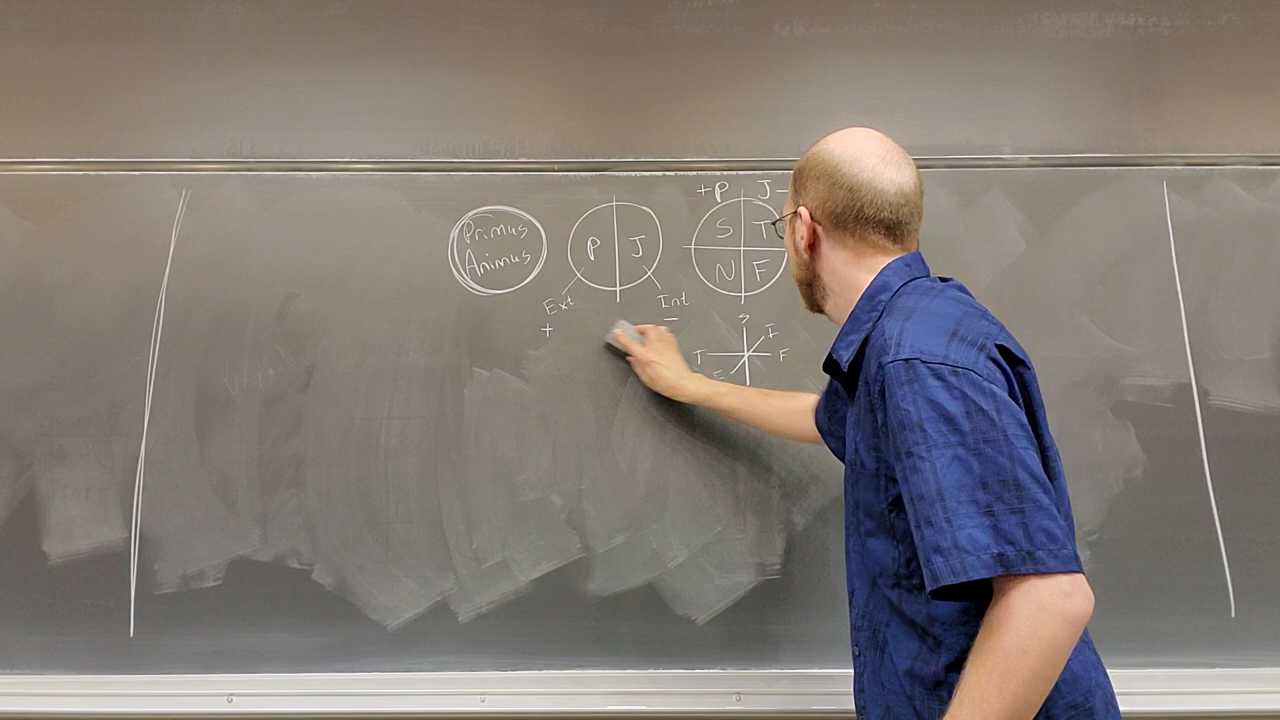 Primus
Animus
P J
Ext.
+
Int.
-
+P J-
S T
N F
S
I
T F
E